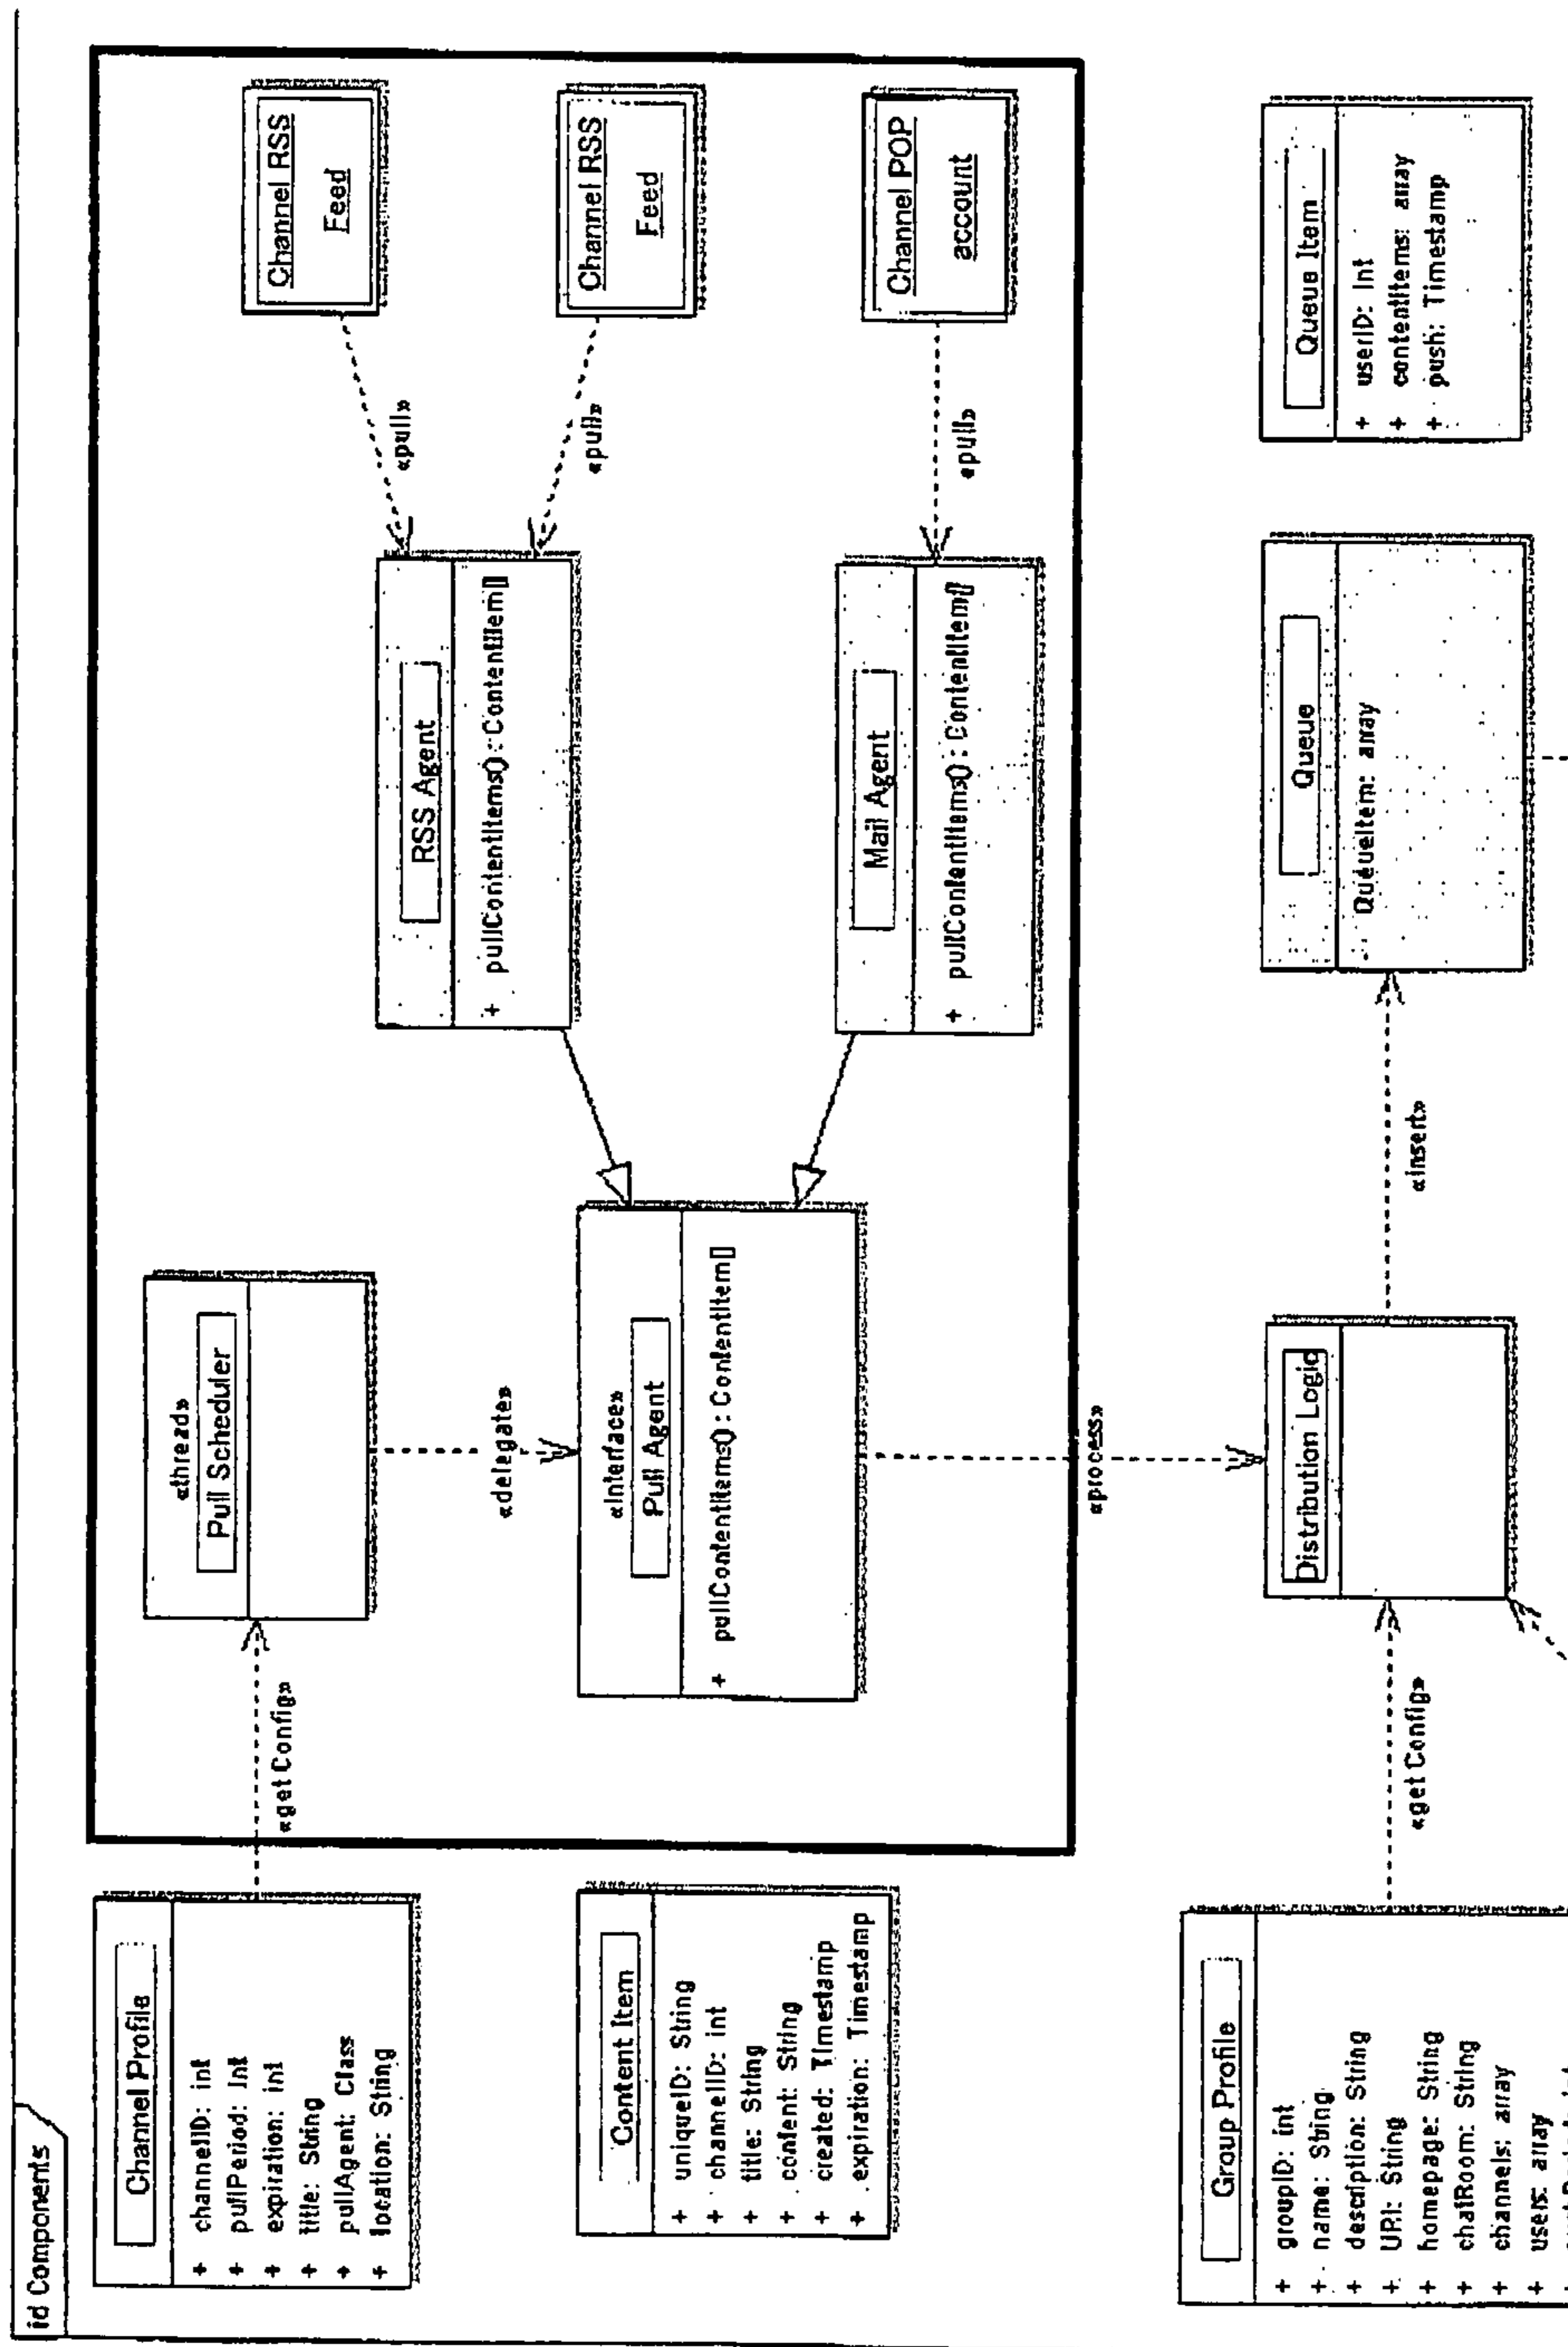 id Components
Channel Profile
+ channelID: int
+ pullPeriod: Int
+ expiration: int
+ title: String
+ pullAgent: Class
+ location: String
«get Config»
«thread»
Pull Scheduler
«delegate»
Channel RSS
Feed
«pull»
Channel RSS
Feed
«pull»
RSS Agent
+ pullContentItems(): ContentItem[]
Content Item
+ uniqueID: String
+ channelID: int
+ title: String
+ content: String
+ created: Timestamp
+ expiration: Timestamp
«Interface»
Pull Agent
+ pullContentItems(): ContentItem[]
Mail Agent
+ pullContentItems(): ContentItem[]
Channel POP
account
«pull»
«process»
Group Profile
+ groupID: int
+ name: String
+ description: String
+ URI: String
+ homepage: String
+ chatRoom: String
+ channels: array
+ users: array
«get Config»
Distribution Logic
«insert»
Queue
QueueItem: array
Queue Item
+ userID: Int
+ contentItems: array
+ push: Timestamp